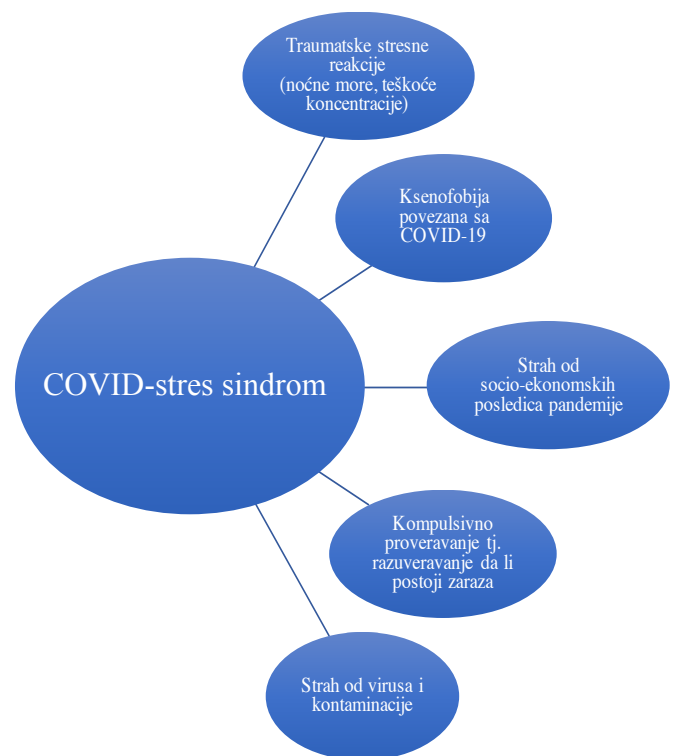 Traumatske stresne
reakcije
(noćne more, teškoće
koncentracije)
Ksenofobija
povezana sa
COVID-19
COVID-stres sindrom
Strah od
socio-ekonomskih
posledica pandemije
Kompulsivno
proveravanje tj.
razuveravanje da li
postoji zaraza
Strah od virusa i
kontaminacije